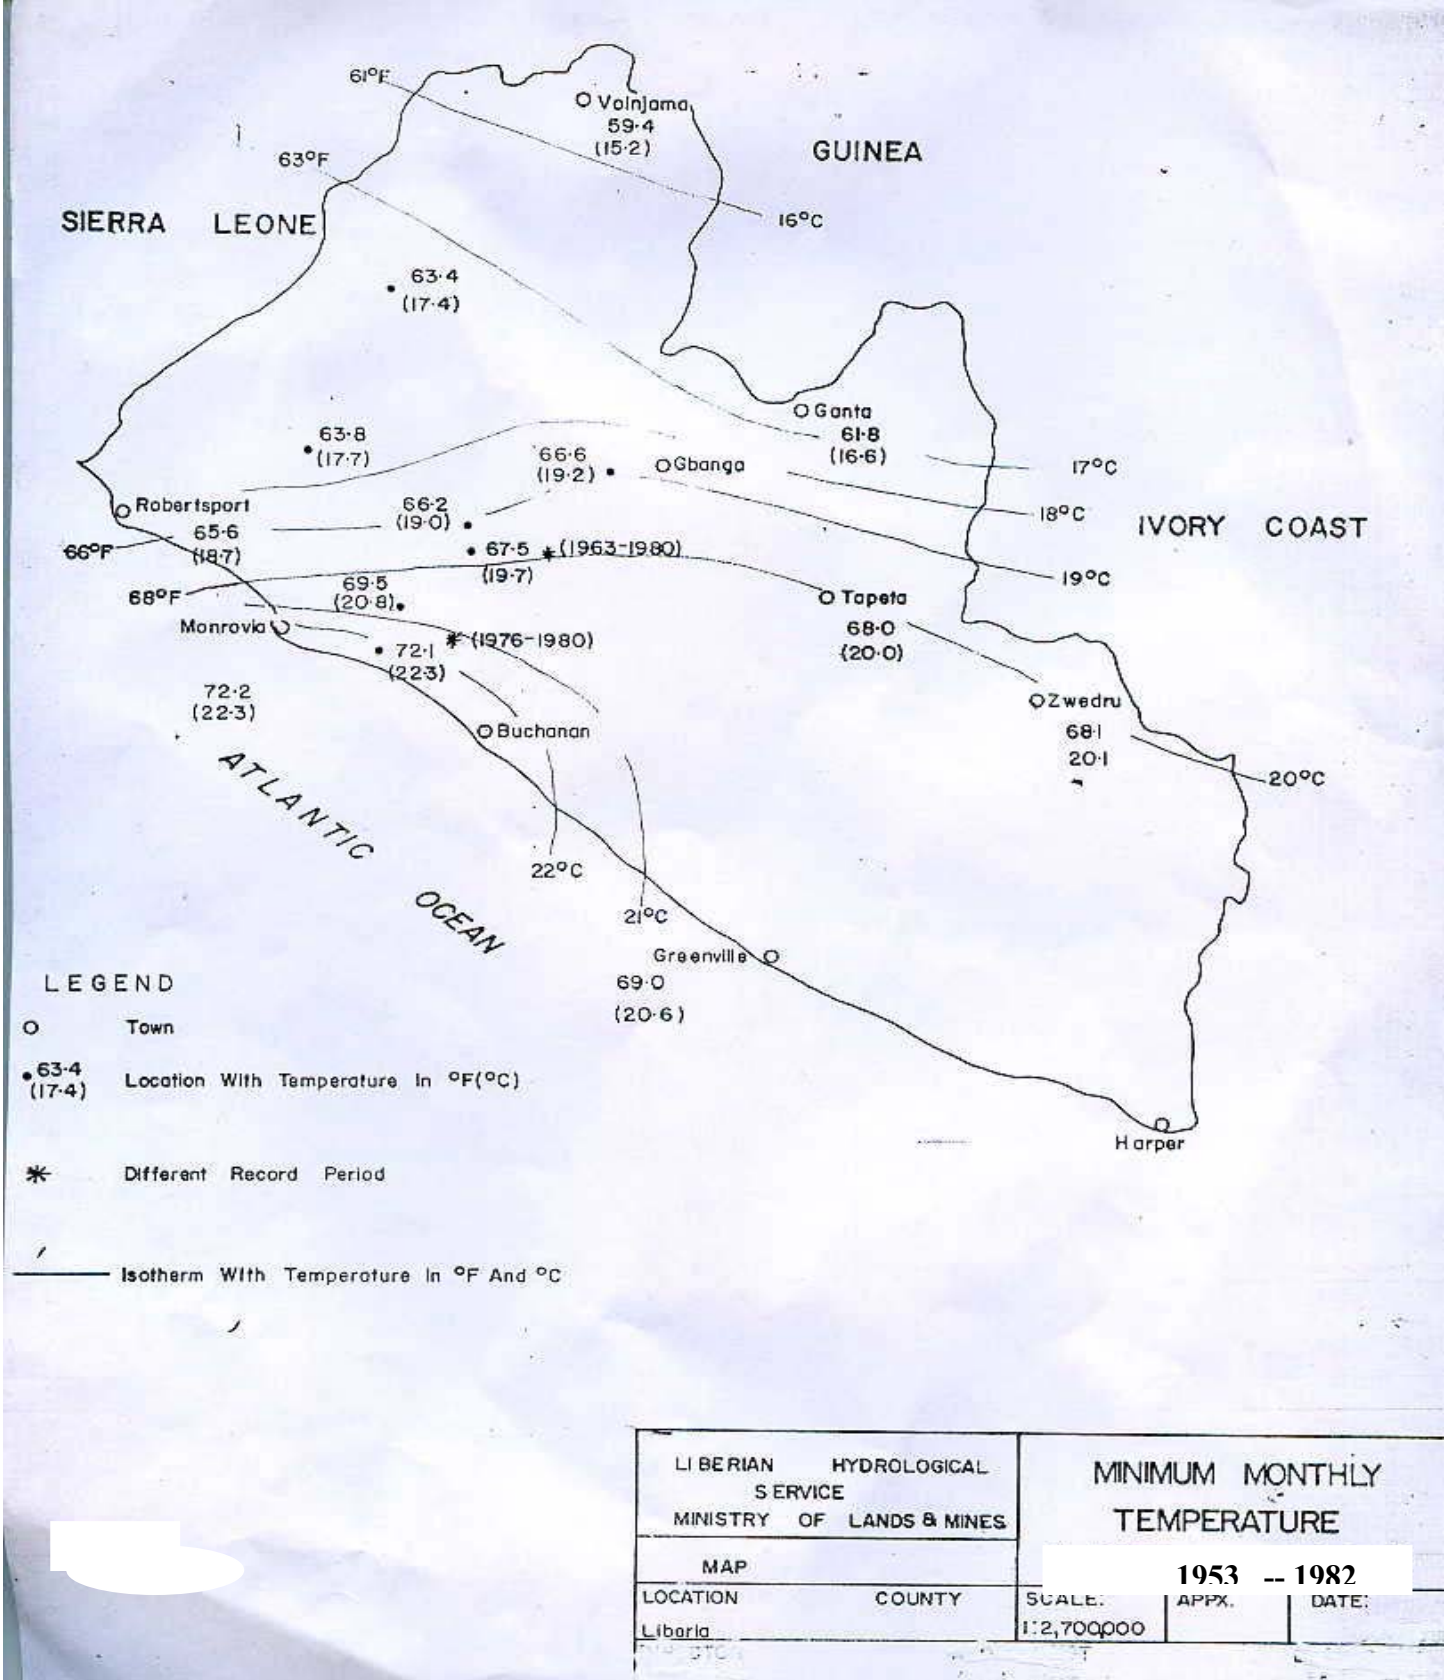 61°F
Voinjama
59.4
(15.2)
GUINEA
63°F
SIERRA LEONE
16°C
63.4
(17.4)
Ganta
61.8
(16.6)
63.8
(17.7)
66.6
(19.2)
Gbanga
17°C
Robertsport
65.6
(18.7)
66.2
(19.0)
18°C
IVORY COAST
66°F
67.5
(19.7)
(1963-1980)
19°C
68°F
69.5
(20.8)
Tapeta
68.0
(20.0)
Monrovia
72.1
(22.3)
(1976-1980)
72.2
(22.3)
Zwedru
68.1
20.1
Buchanan
20°C
ATLANTIC
OCEAN
22°C
21°C
Greenville
69.0
(20.6)
Harper
LEGEND
Town
63.4
(17.4)
Location With Temperature In °F(°C)
Different Record Period
Isotherm With Temperature In °F And °C
LIBERIAN HYDROLOGICAL
SERVICE
MINISTRY OF LANDS & MINES
MAP
LOCATION COUNTY
Liberia
MINIMUM MONTHLY
TEMPERATURE
1953 -- 1982
SCALE:
1:2,700,000
APPX.
DATE: